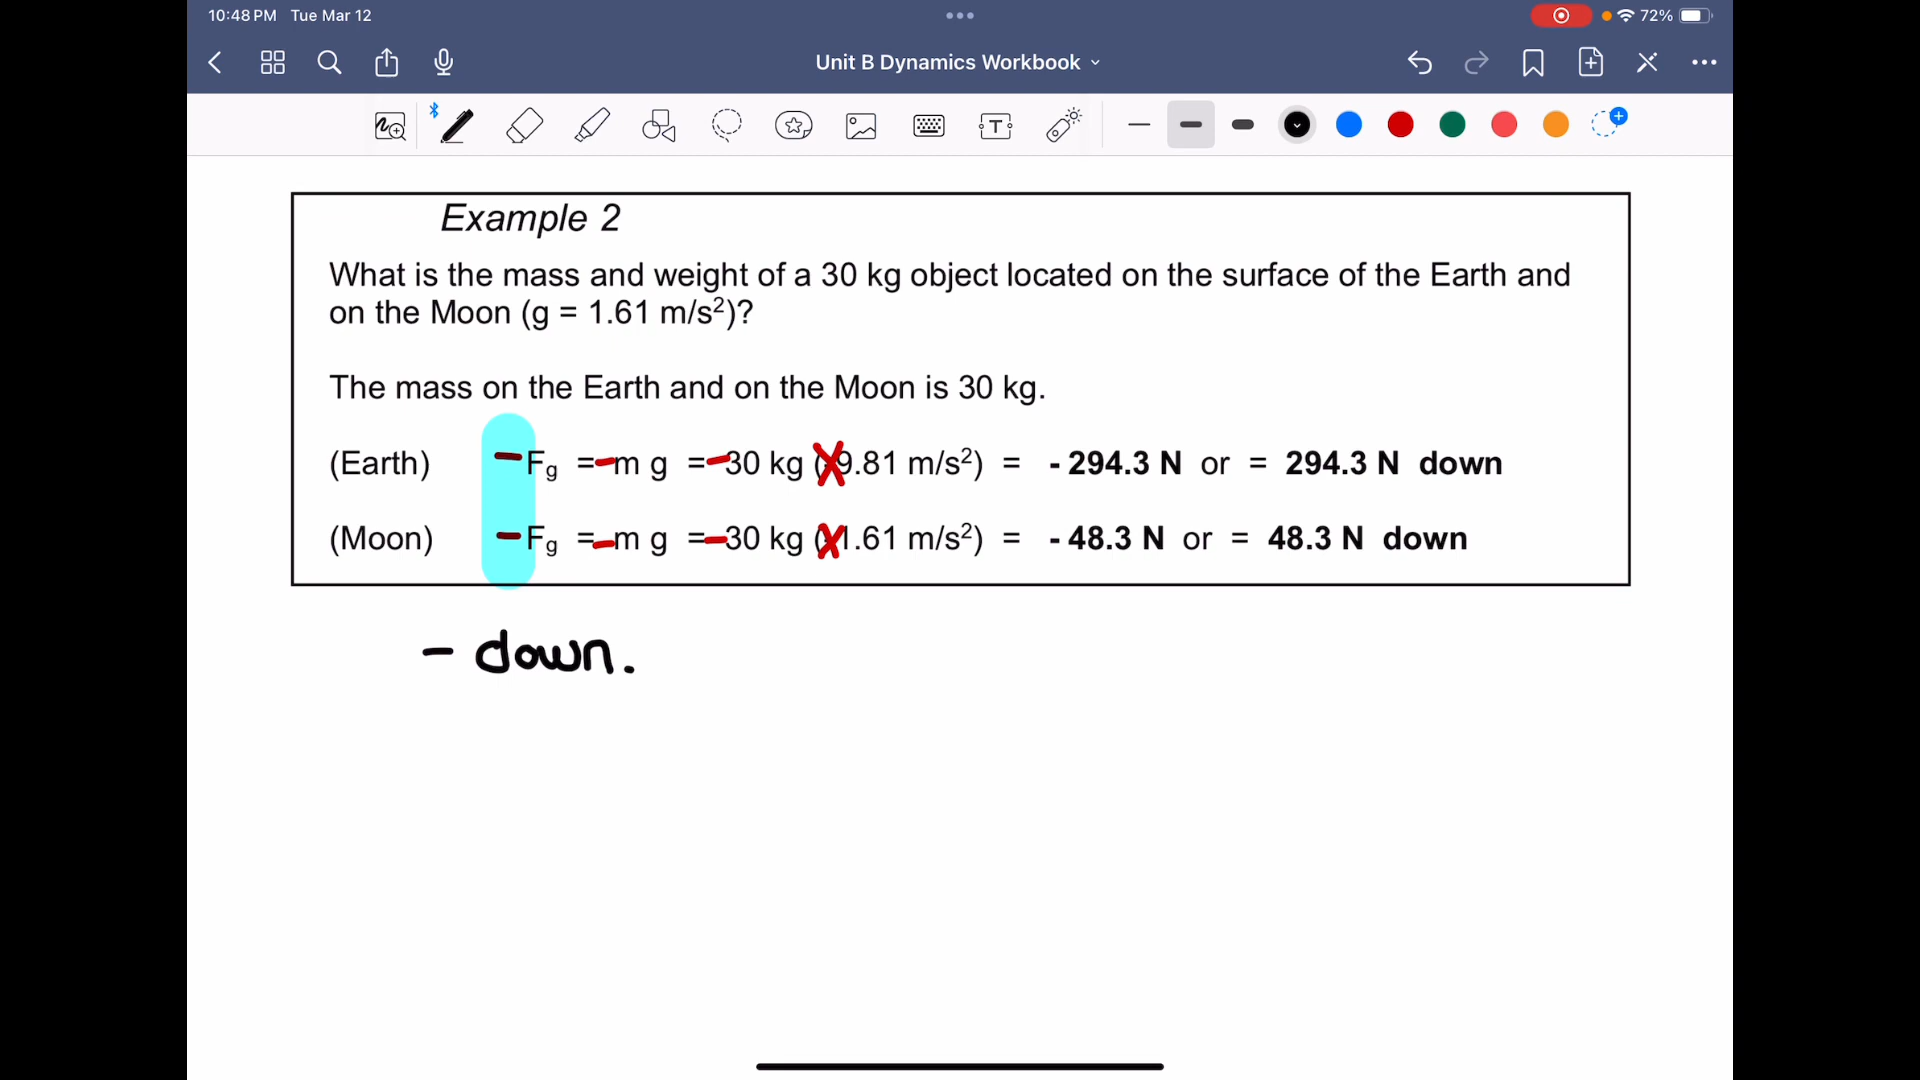 10:48 PM Tue Mar 12
72%
Unit B Dynamics Workbook
T
Example 2
What is the mass and weight of a 30 kg object located on the surface of the Earth and
on the Moon (g = 1.61 m/s²)?
The mass on the Earth and on the Moon is 30 kg.
(Earth) – Fg = – m g = – 30 kg (9.81 m/s²) = - 294.3 N or = 294.3 N down
(Moon) – Fg = – m g = – 30 kg (1.61 m/s²) = - 48.3 N or = 48.3 N down
– down.